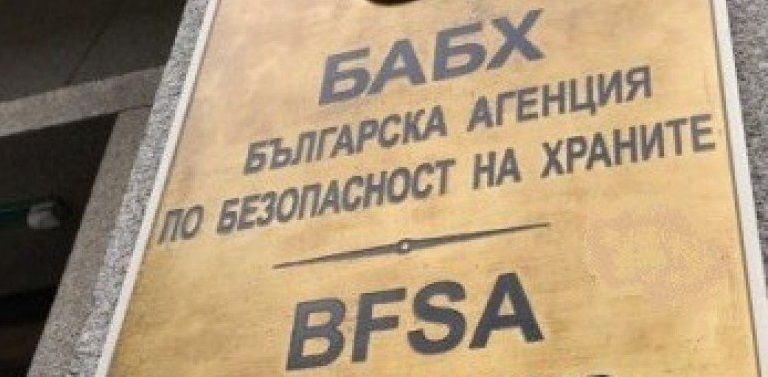 БАБХ
БЪЛГАРСКА АГЕНЦИЯ
ПО БЕЗОПАСНОСТ НА ХРАНИТЕ
BFSA